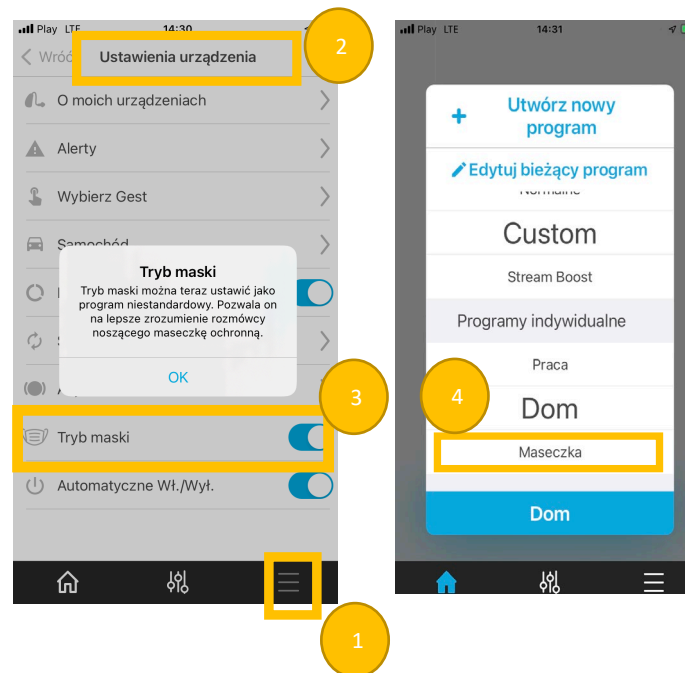 Play LTE 14:30
Wróć Ustawienia urządzenia
2
O moich urządzeniach
Alerty
Wybierz Gest
Samochód
Tryb maski
Tryb maski można teraz ustawić jako
program niestandardowy. Pozwala on
na lepsze zrozumienie rozmówcy
noszącego maseczkę ochronną.
OK
3
Tryb maski
Automatyczne Wł./Wył.
1
Play LTE 14:31
+ Utwórz nowy
program
Edytuj bieżący program
Normalne
Custom
Stream Boost
Programy indywidualne
Praca
4
Dom
Maseczka
Dom